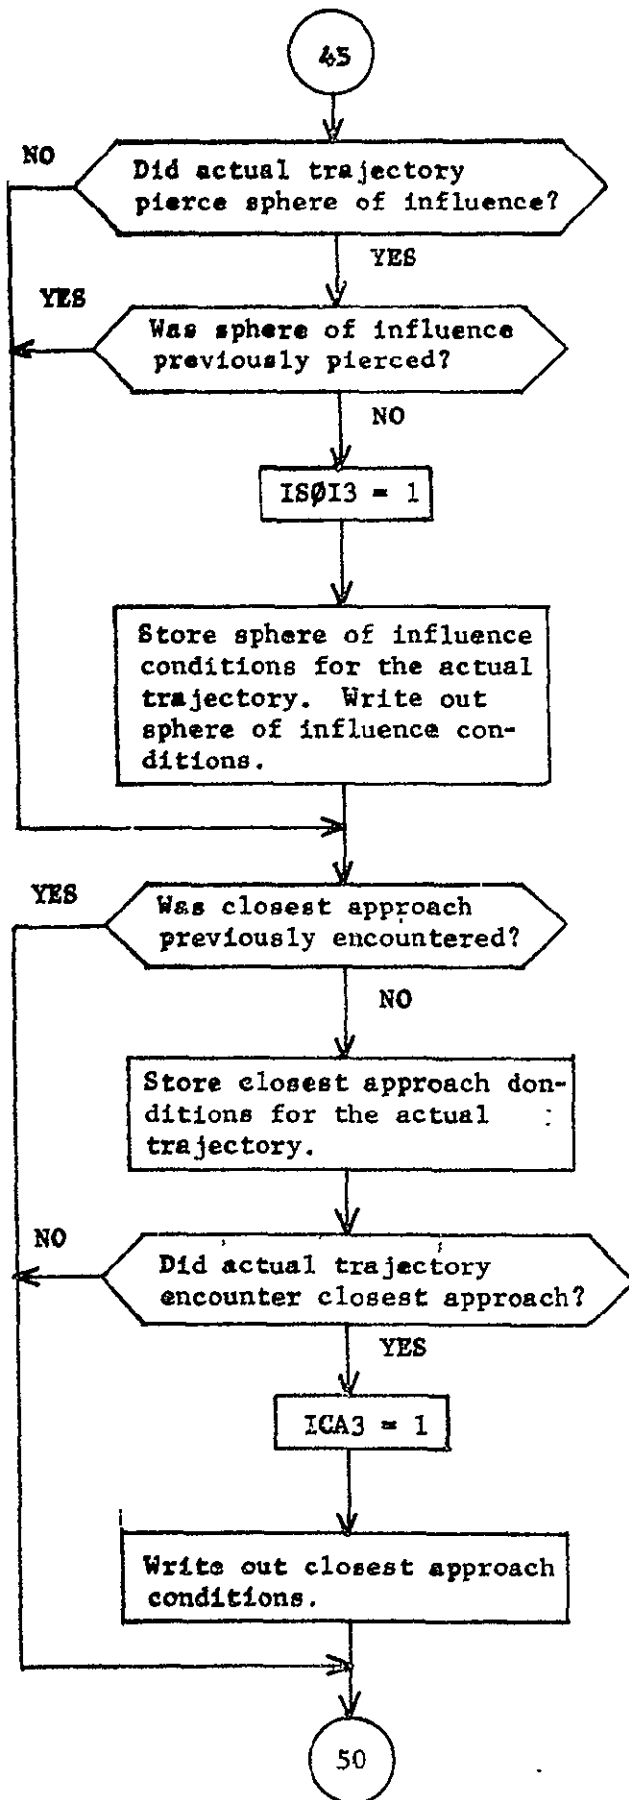 45
NO
Did actual trajectory
pierce sphere of influence?
YES
YES
Was sphere of influence
previously pierced?
NO
ISØI3 = 1
Store sphere of influence
conditions for the actual
trajectory. Write out
sphere of influence con-
ditions.
YES
Was closest approach
previously encountered?
NO
Store closest approach don-
ditions for the actual
trajectory.
NO
Did actual trajectory
encounter closest approach?
YES
ICA3 = 1
Write out closest approach
conditions.
50